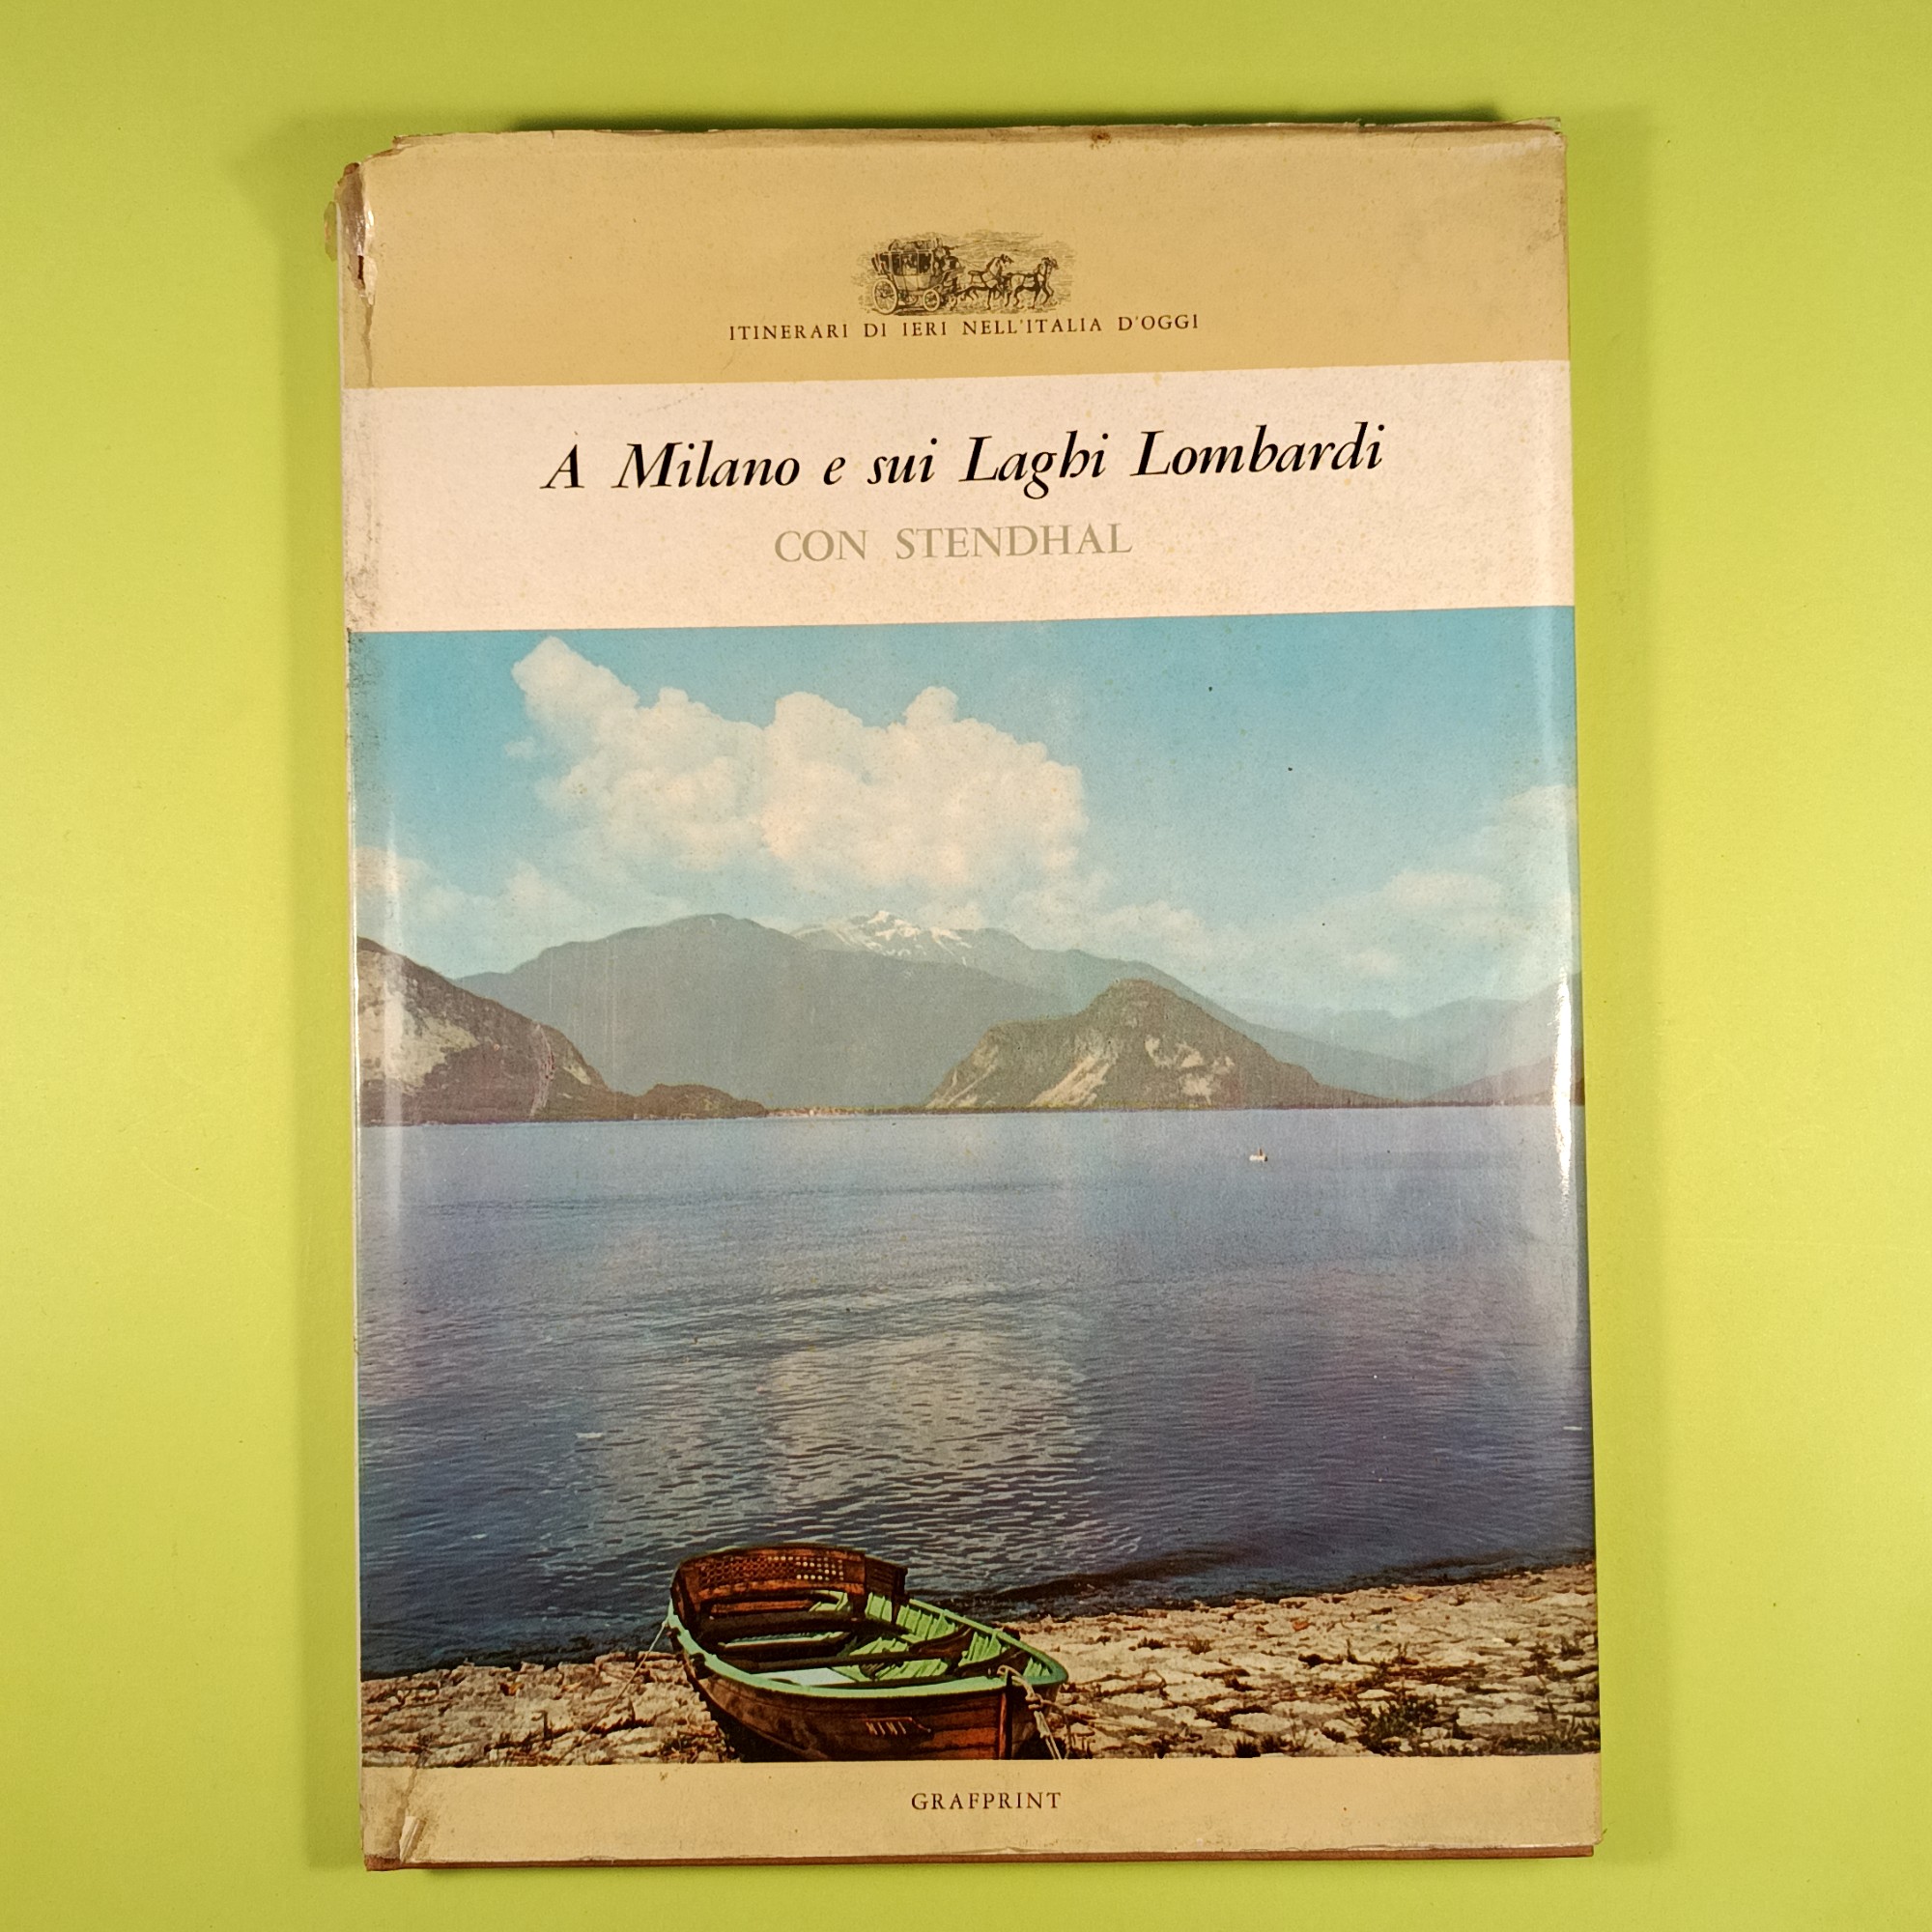 ITINERARI DI IERI NELL'ITALIA D'OGGI
A Milano e sui Laghi Lombardi
CON STENDHAL
GRAFPRINT